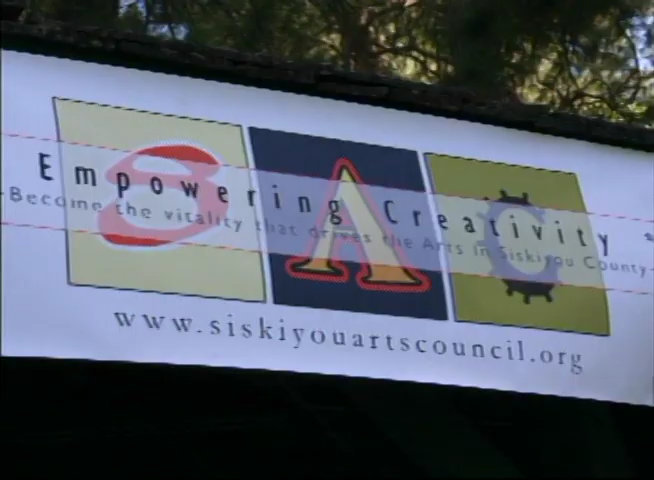 S A C
Empowering Creativity
Become the vitality that drives the Arts in Siskiyou County
www.siskiyouartscouncil.org